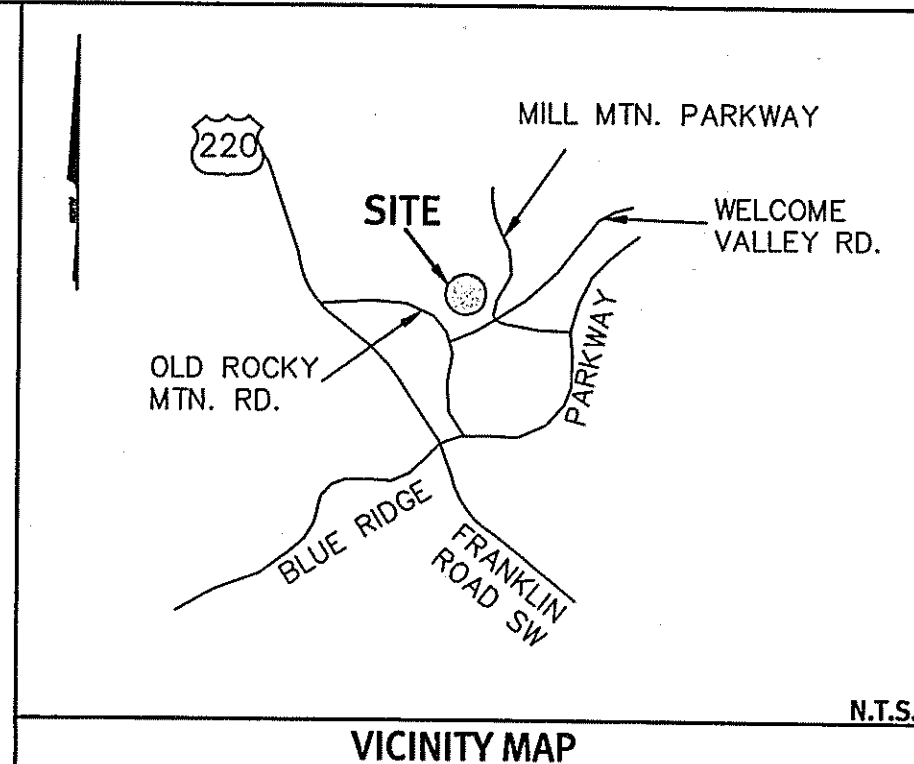 220
MILL MTN. PARKWAY
SITE
WELCOME
VALLEY RD.
OLD ROCKY
MTN. RD.
PARKWAY
BLUE RIDGE
FRANKLIN
ROAD SW
N.T.S.
VICINITY MAP